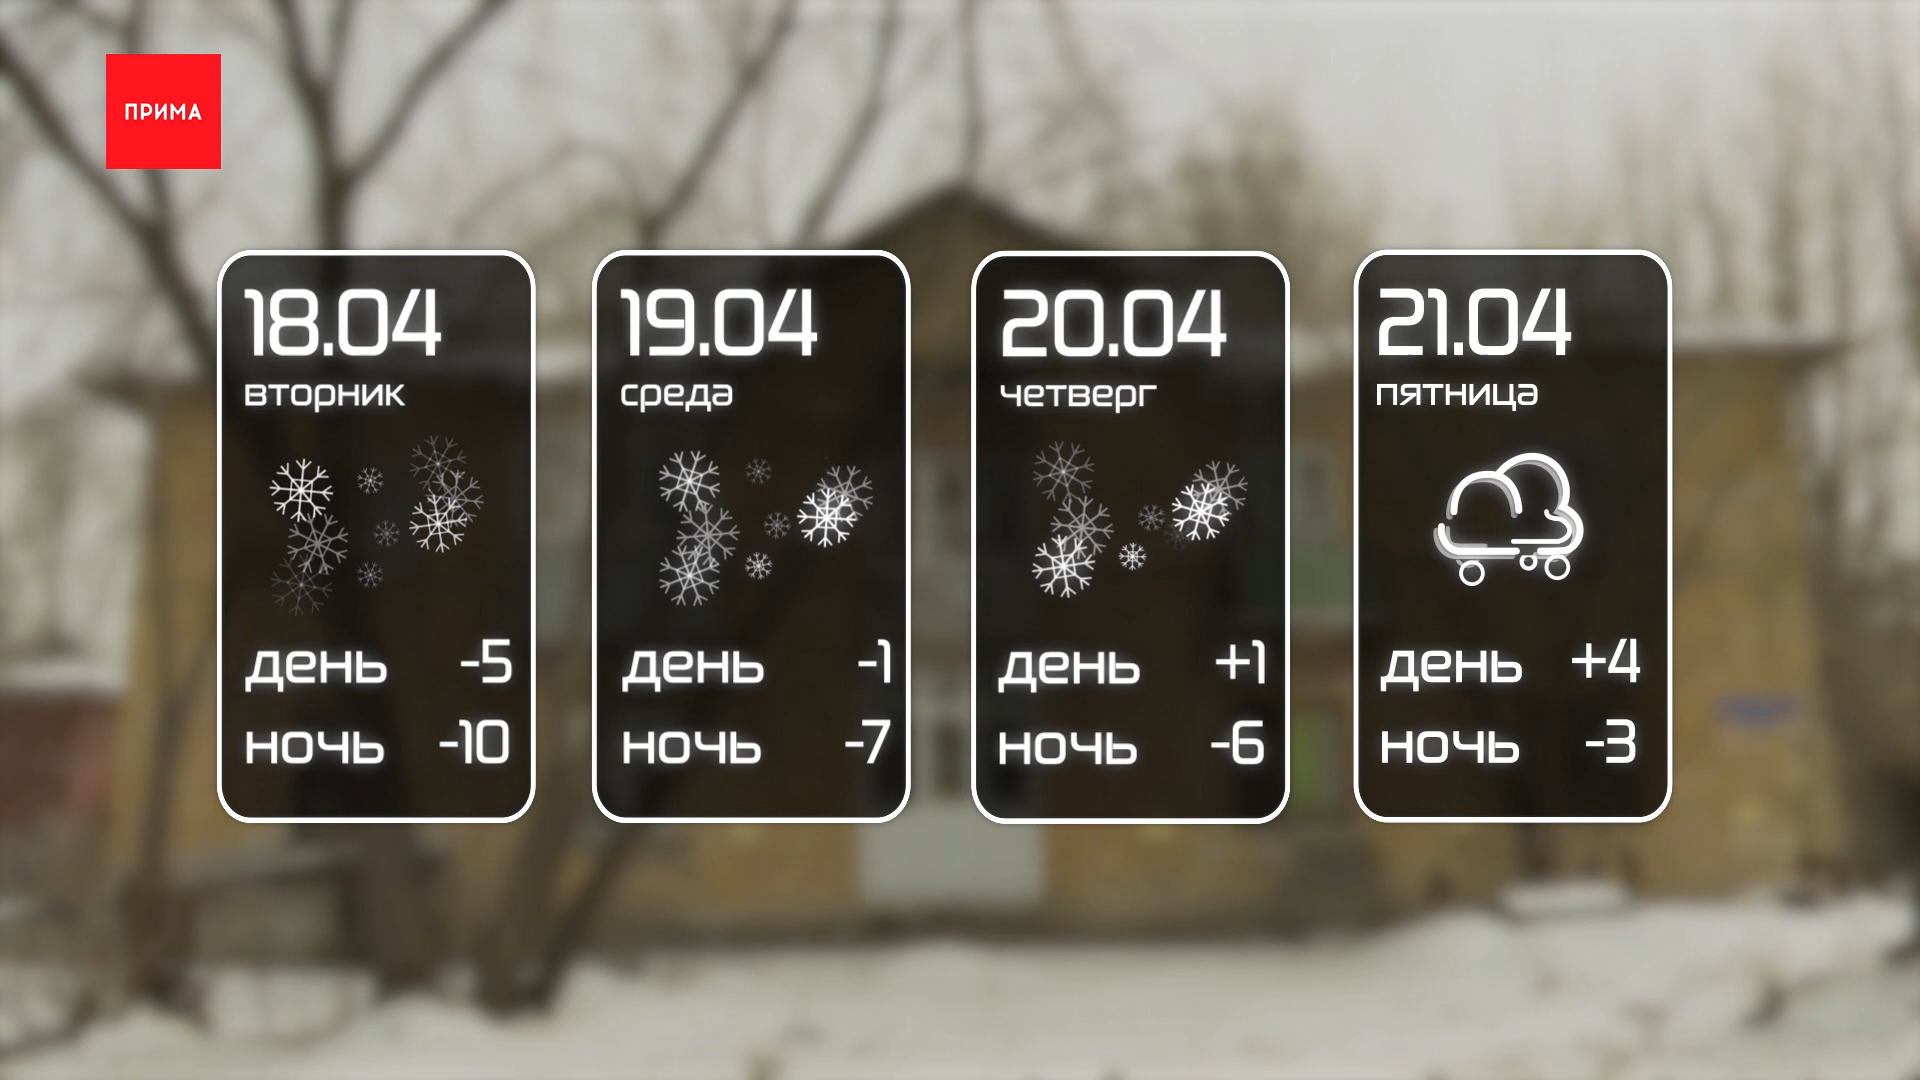 ПРИМА
18.04
вторник
день -5
ночь -10
19.04
среда
день -1
ночь -7
20.04
четверг
день +1
ночь -6
21.04
пятница
день +4
ночь -3